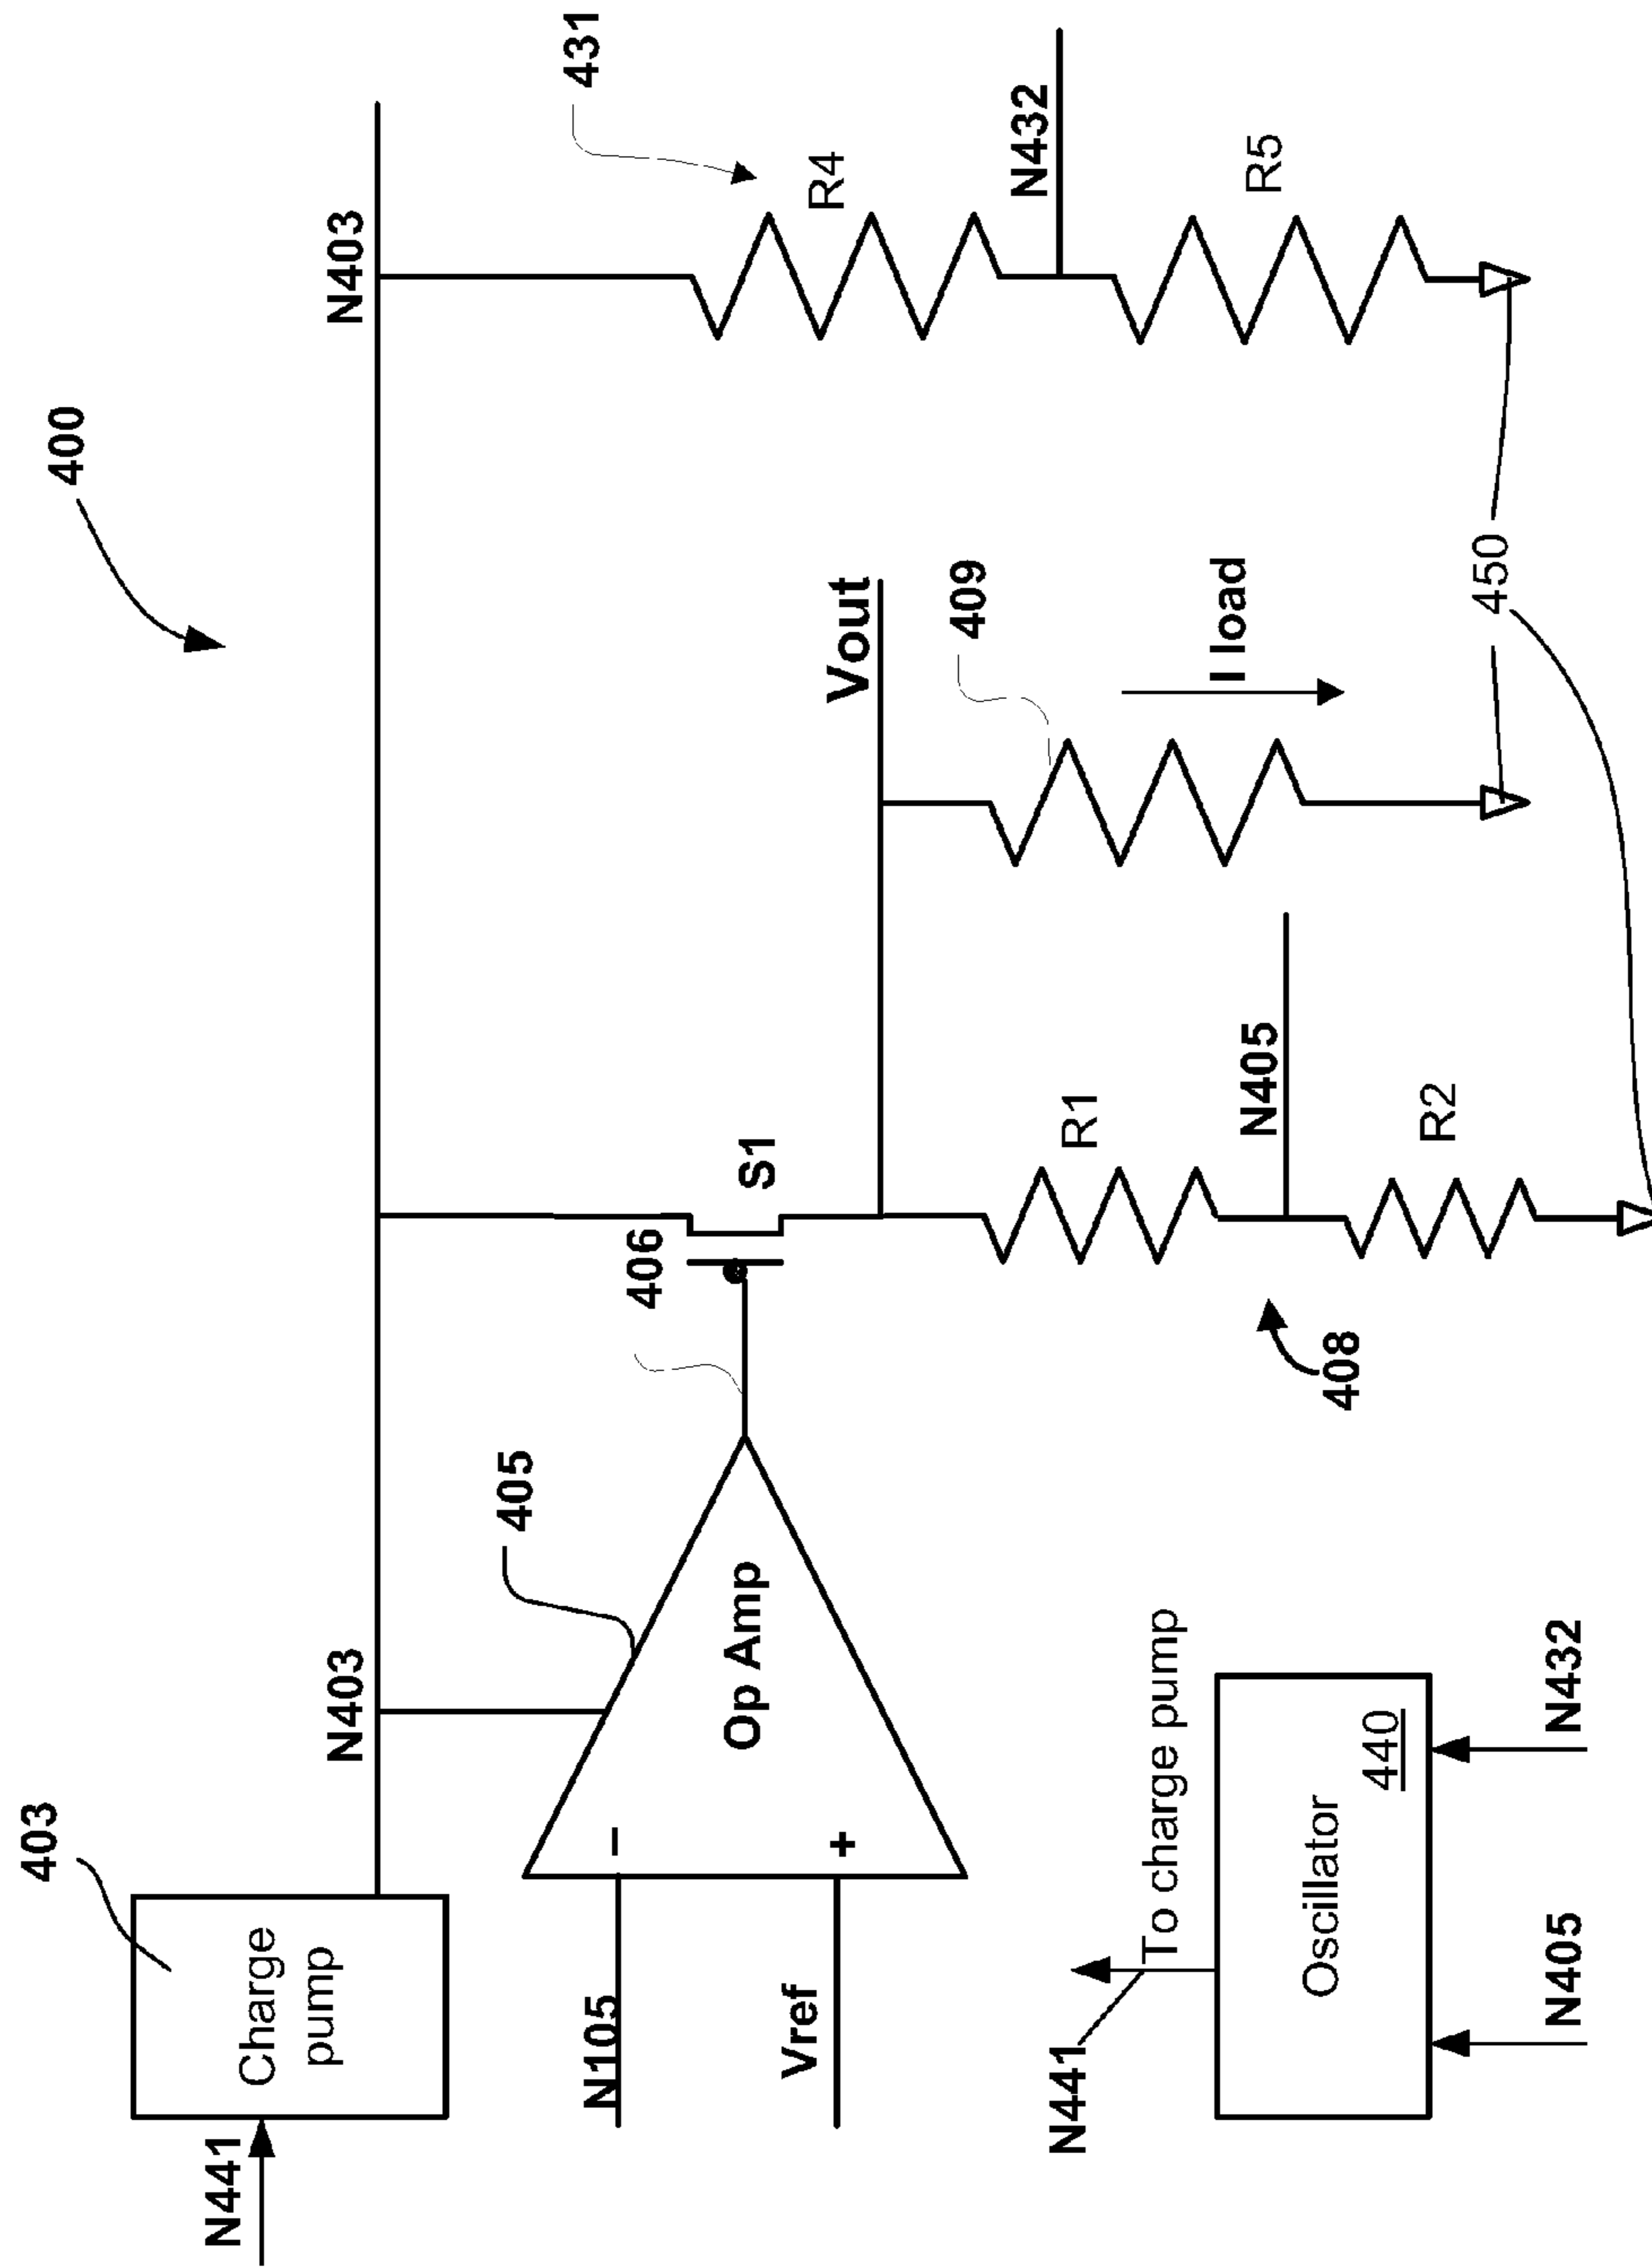 400
403
N441
Charge
pump
N403
N403
405
N105
Vref
–
+
Op Amp
406
S1
Vout
431
R4
N432
R5
409
I load
R1
N405
R2
408
450
N441
To charge pump
Oscillator
440
N405
N432